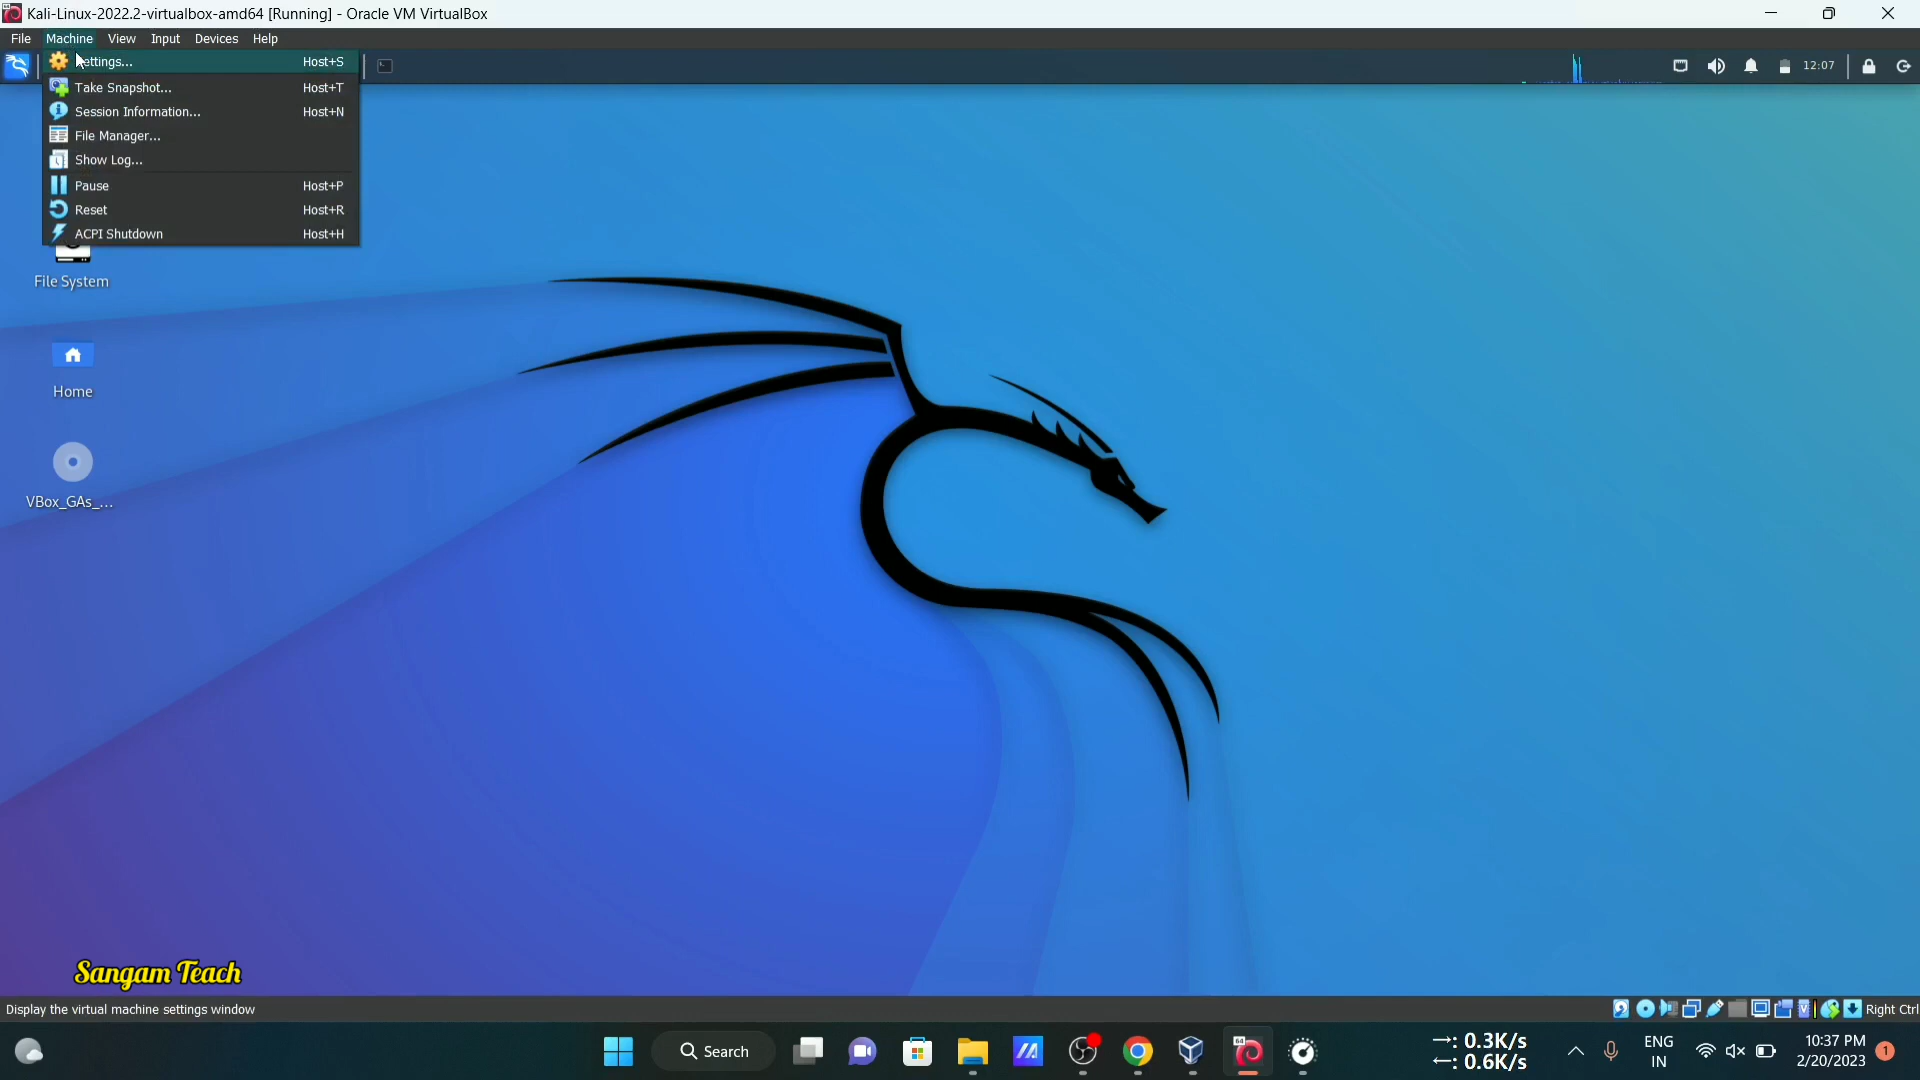 Kali-Linux-2022.2-virtualbox-amd64 [Running] - Oracle VM VirtualBox
File Machine View Input Devices Help
ettings... Host+S
Take Snapshot... Host+T
Session Information... Host+N
File Manager...
Show Log...
Pause Host+P
Reset Host+R
ACPI Shutdown Host+H
12:07
File System
Home
VBox_GAs_...
Sangam Teach
Display the virtual machine settings window
Right Ctrl
Search
→: 0.3K/s
←: 0.6K/s
ENG
IN
10:37 PM
2/20/2023
1